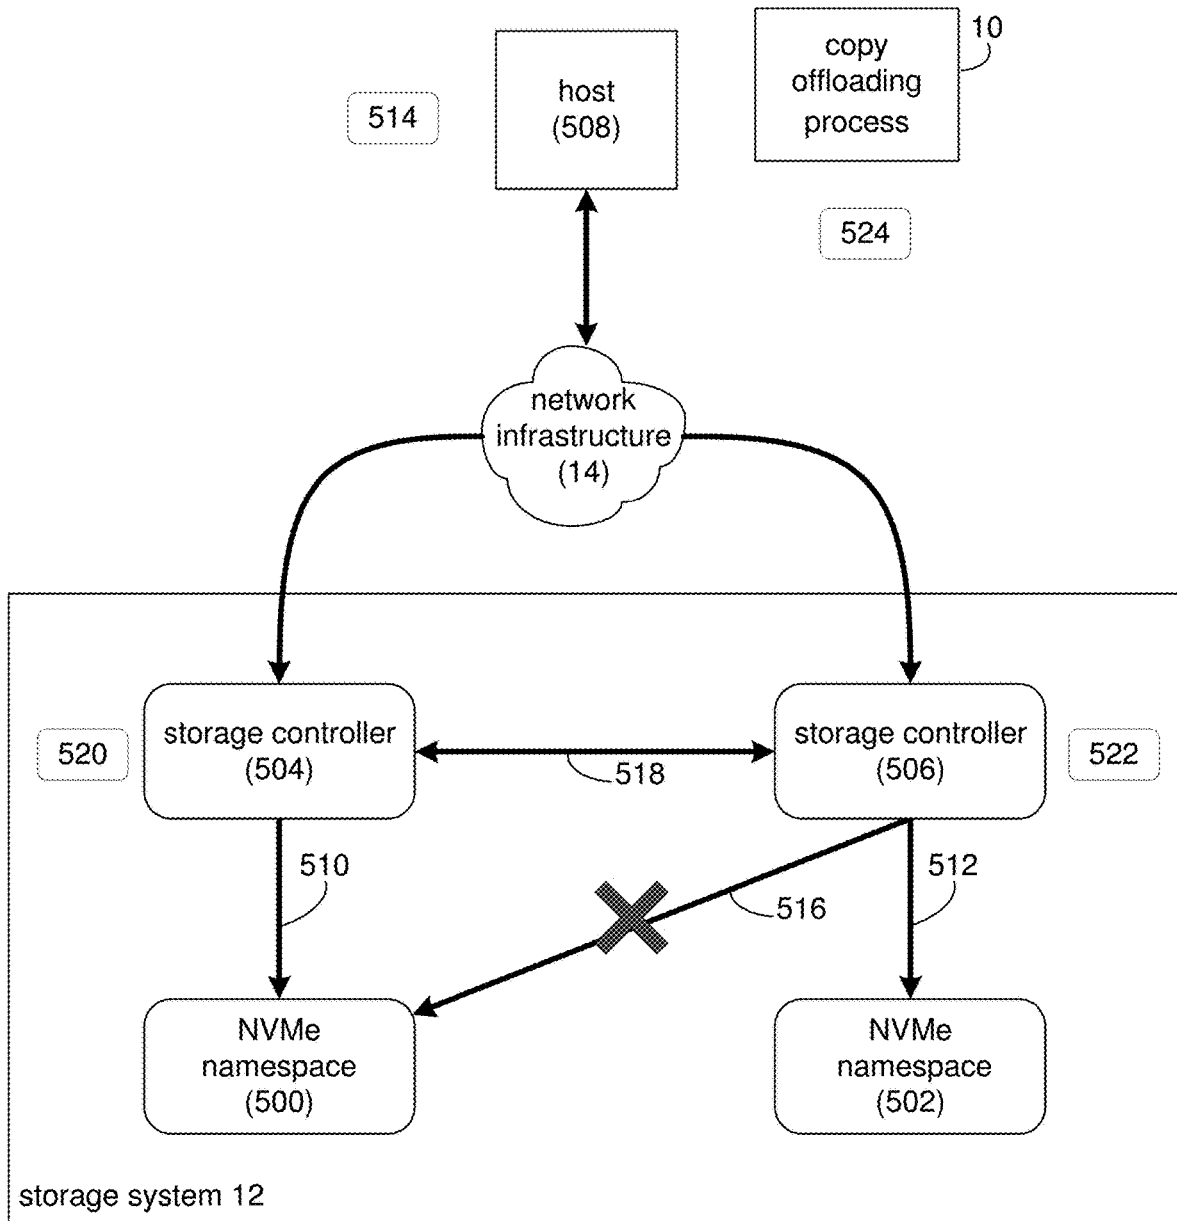 10
copy
offloading
process
host
(508)
514
524
network
infrastructure
(14)
storage controller
(504)
storage controller
(506)
520
522
518
510
512
516
NVMe
namespace
(500)
NVMe
namespace
(502)
storage system 12